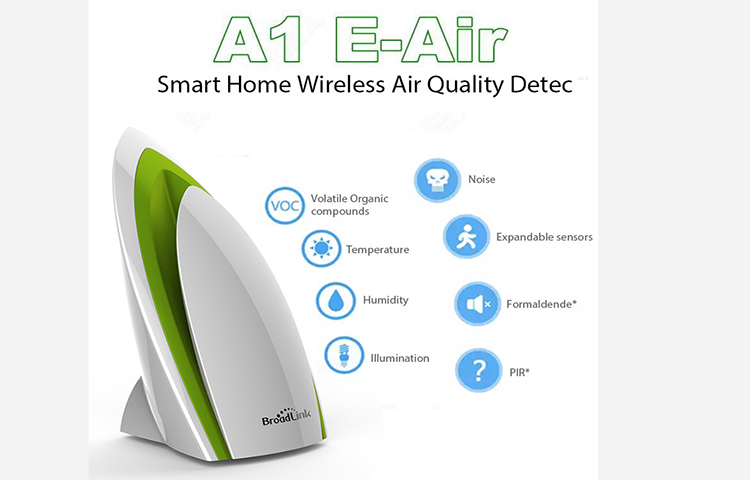 A1 E-Air
Smart Home Wireless Air Quality Detec
VOC
Volatile Organic
compounds
Temperature
Humidity
Illumination
Noise
Expandable sensors
Formaldende*
?
PIR*
BroadLink